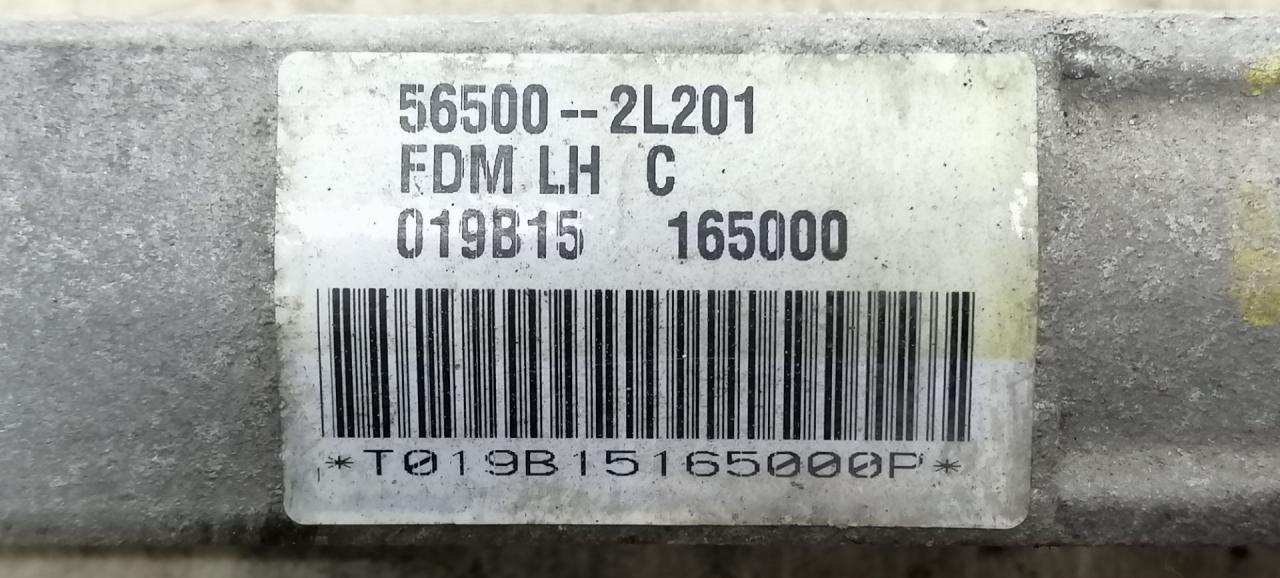 56500--2L201
FDM LH C
019B15 165000
*T019B15165000P*